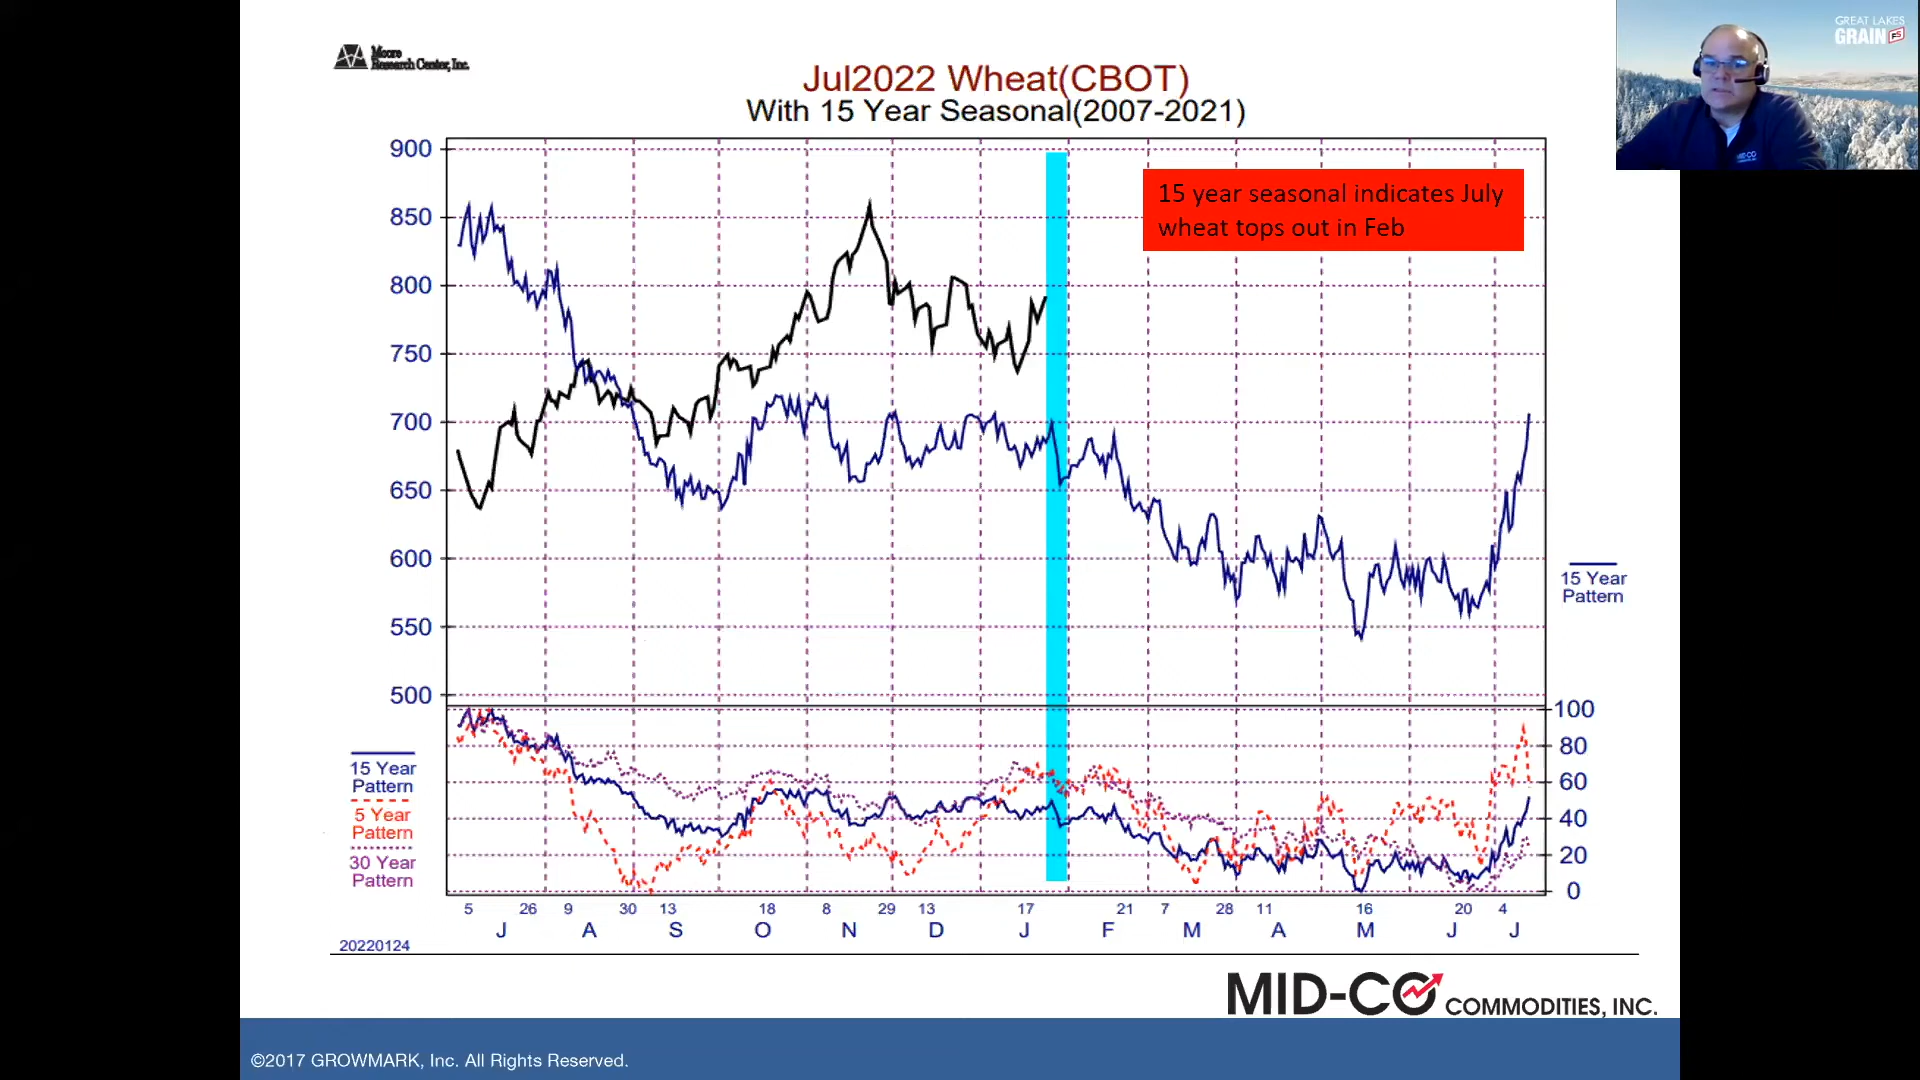 Moore
Research Center, Inc.
GREAT LAKES
GRAIN FS
Jul2022 Wheat(CBOT)
With 15 Year Seasonal(2007-2021)
15 year seasonal indicates July
wheat tops out in Feb
900
850
800
750
700
650
600
550
500
15 Year
Pattern
100
80
60
40
20
0
15 Year
Pattern
5 Year
Pattern
30 Year
Pattern
5 26 9 30 13 18 8 29 13 17 21 7 28 11 16 20 4
J A S O N D J F M A M J J
20220124
MID-CO COMMODITIES, INC.
©2017 GROWMARK, Inc. All Rights Reserved.